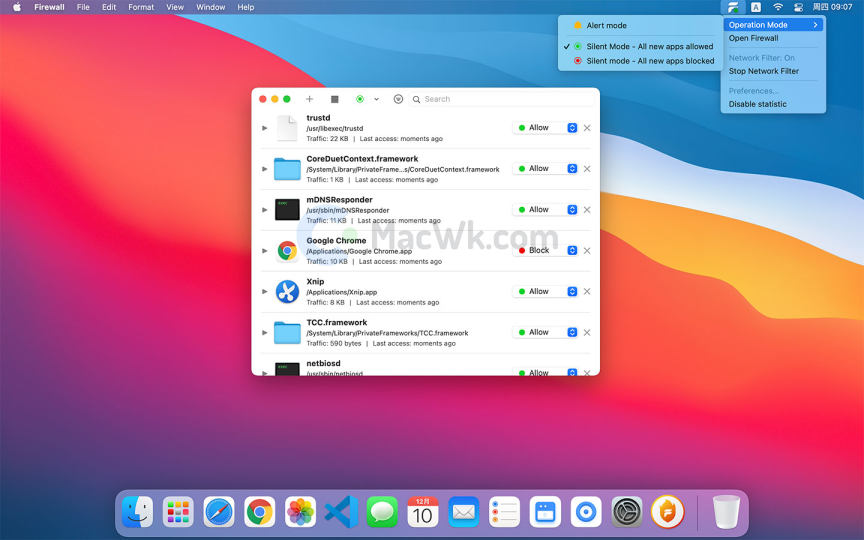 Firewall File Edit Format View Window Help
A 周四 09:07
Alert mode
Silent Mode - All new apps allowed
Silent mode - All new apps blocked
Operation Mode
Open Firewall
Network Filter: On
Stop Network Filter
Preferences...
Disable statistic
Search
trustd
/usr/libexec/trustd
Traffic: 22 KB | Last access: moments ago
Allow
CoreDuetContext.framework
/System/Library/PrivateFrame...s/CoreDuetContext.framework
Traffic: 1 KB | Last access: moments ago
Allow
exec
mDNSResponder
/usr/sbin/mDNSResponder
Traffic: 11 KB | Last access: moments ago
Allow
MacWk.com
Google Chrome
/Applications/Google Chrome.app
Traffic: 10 KB | Last access: moments ago
Block
Xnip
/Applications/Xnip.app
Traffic: 8 KB | Last access: moments ago
Allow
TCC.framework
/System/Library/PrivateFrameworks/TCC.framework
Traffic: 590 bytes | Last access: moments ago
Allow
exec
netbiosd
/usr/sbin/netbiosd
Allow
12月
10